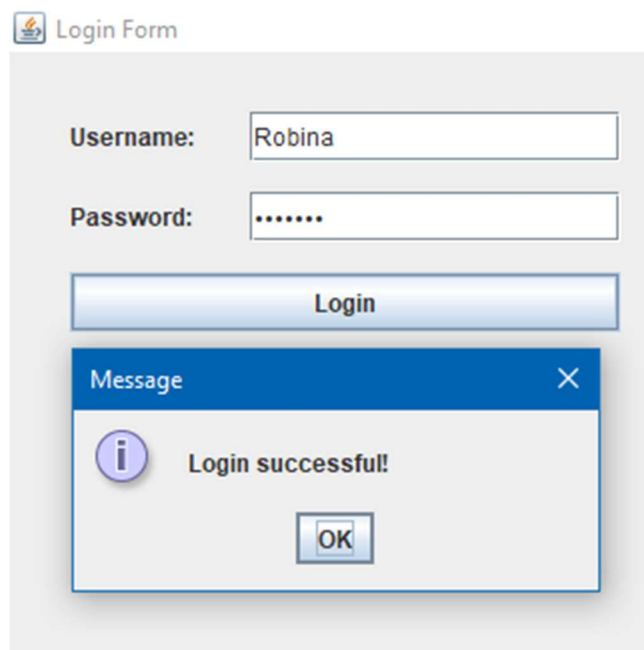 Login Form
Username: Robina
Password: •••••••
Login
Message
i Login successful!
OK